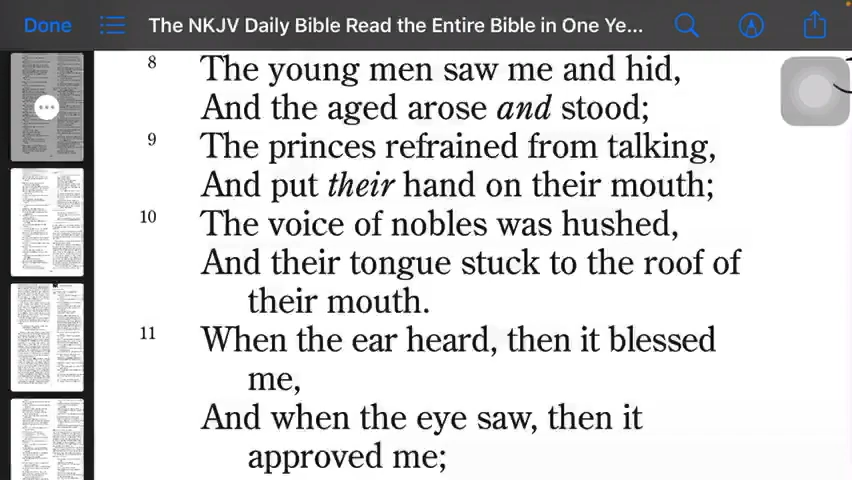 Done
The NKJV Daily Bible Read the Entire Bible in One Ye...
8 The young men saw me and hid,
And the aged arose and stood;
9 The princes refrained from talking,
And put their hand on their mouth;
10 The voice of nobles was hushed,
And their tongue stuck to the roof of
their mouth.
11 When the ear heard, then it blessed
me,
And when the eye saw, then it
approved me;